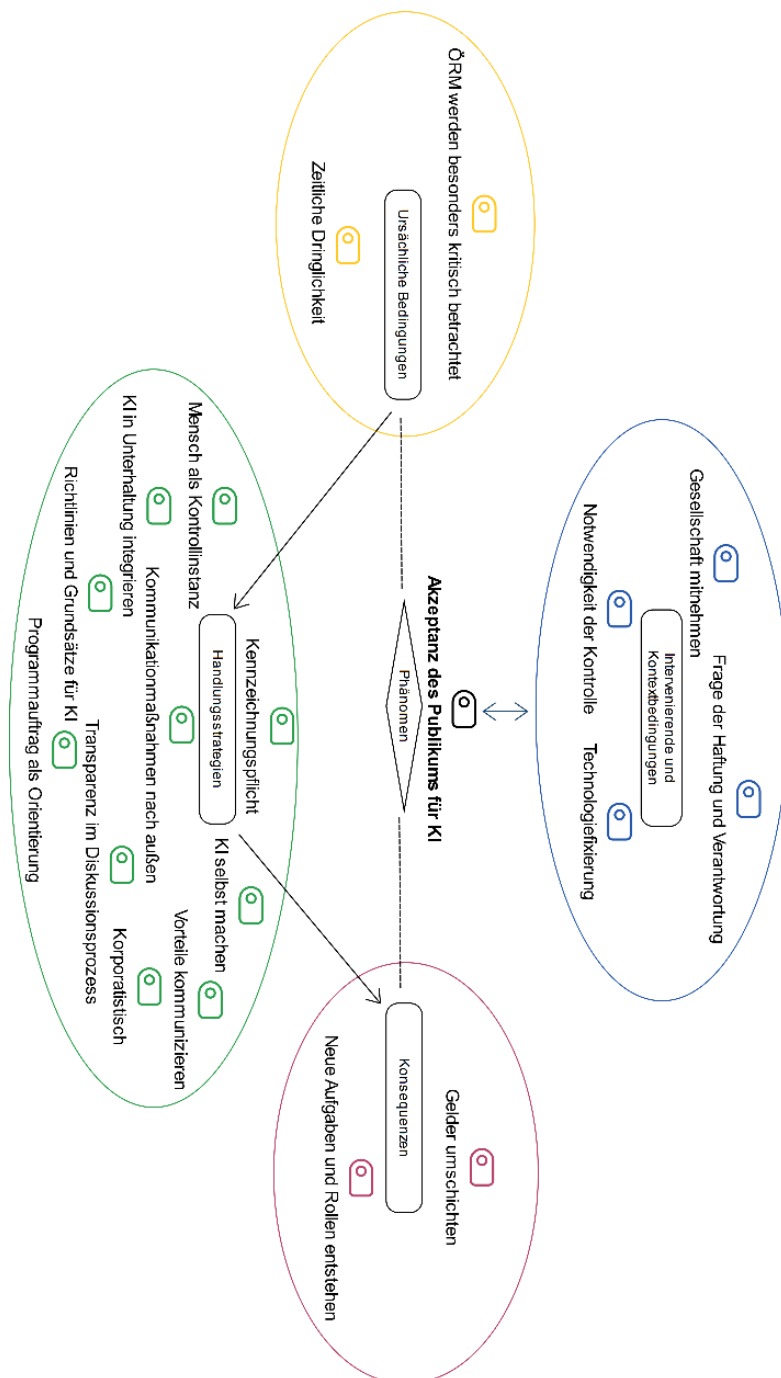 Frage der Haftung und Verantwortung
Gesellschaft mitnehmen
Intervenierende und
Kontextbedingungen
Notwendigkeit der Kontrolle
Technologiefixierung
ÖRM werden besonders kritisch betrachtet
Ursächliche Bedingungen
Zeitliche Dringlichkeit
Akzeptanz des Publikums für KI
Phänomen
Gelder umschichten
Konsequenzen
Neue Aufgaben und Rollen entstehen
Kennzeichnungspflicht
KI selbst machen
Mensch als Kontrollinstanz
Handlungsstrategien
Vorteile kommunizieren
KI in Unterhaltung integrieren
Kommunikationmaßnahmen nach außen
Korporatistisch
Richtlinien und Grundsätze für KI
Transparenz im Diskussionsprozess
Programmauftrag als Orientierung